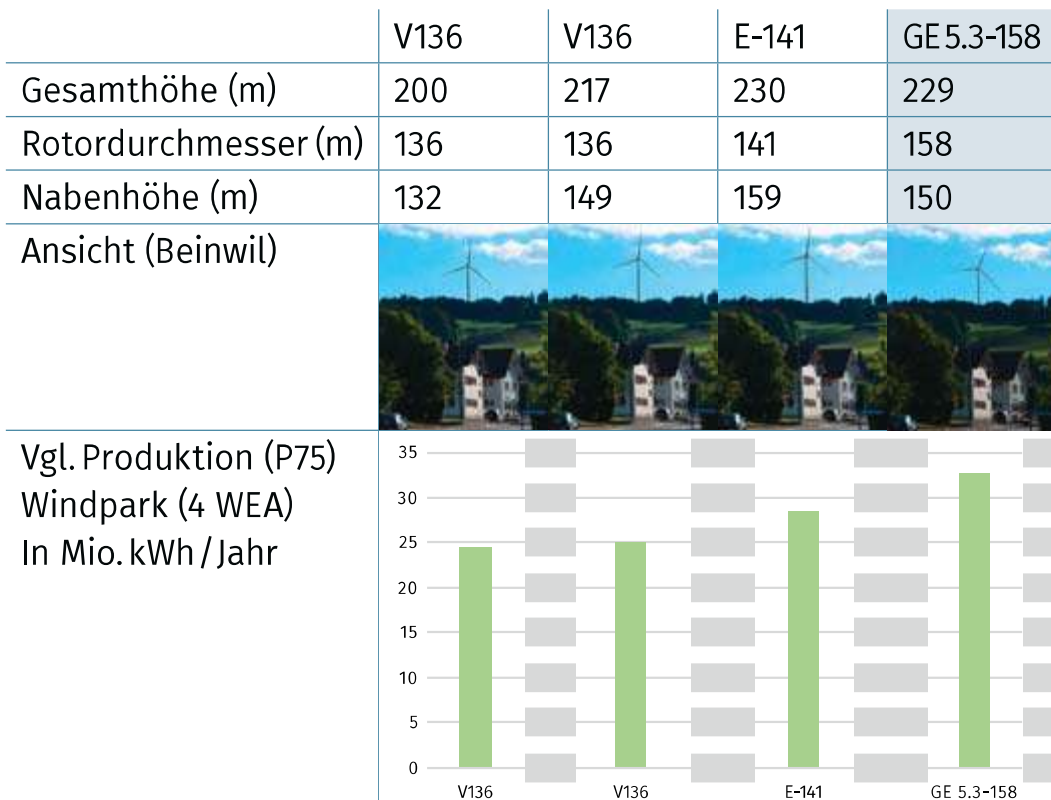 V136 V136 E-141 GE 5.3-158
Gesamthöhe (m) 200 217 230 229
Rotordurchmesser (m) 136 136 141 158
Nabenhöhe (m) 132 149 159 150
Ansicht (Beinwil)
Vgl. Produktion (P75)
Windpark (4 WEA)
In Mio. kWh / Jahr
35
30
25
20
15
10
5
0
V136 V136 E-141 GE 5.3-158